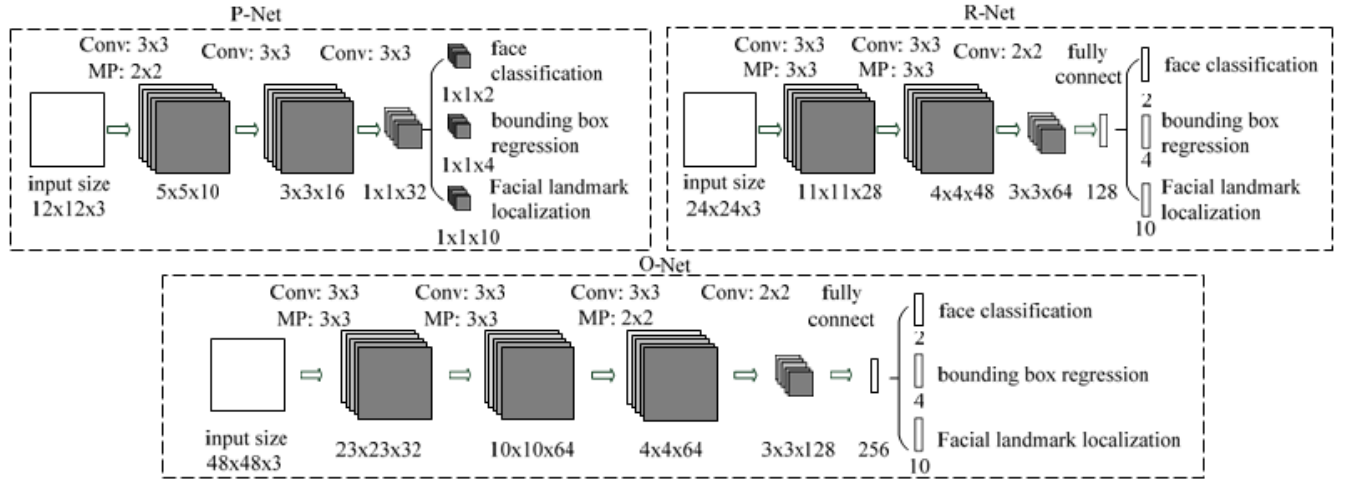 P-Net
Conv: 3x3
MP: 2x2
Conv: 3x3
Conv: 3x3
input size
12x12x3
5x5x10
3x3x16
1x1x32
face
classification
1x1x2
bounding box
regression
1x1x4
Facial landmark
localization
1x1x10
R-Net
Conv: 3x3
MP: 3x3
Conv: 3x3
MP: 3x3
Conv: 2x2
fully
connect
input size
24x24x3
11x11x28
4x4x48
3x3x64
128
face classification
2
bounding box
regression
4
Facial landmark
localization
10
O-Net
Conv: 3x3
MP: 3x3
Conv: 3x3
MP: 3x3
Conv: 3x3
MP: 2x2
Conv: 2x2
fully
connect
input size
48x48x3
23x23x32
10x10x64
4x4x64
3x3x128
256
face classification
2
bounding box regression
4
Facial landmark localization
10